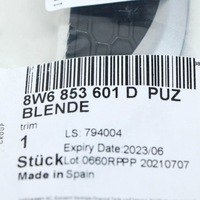 8W6 853 601 D PUZ
BLENDE
trim
LS: 794004
1
Expiry date: 2023/06
Stück Lot 0660RPPP 20210707
Made in Spain